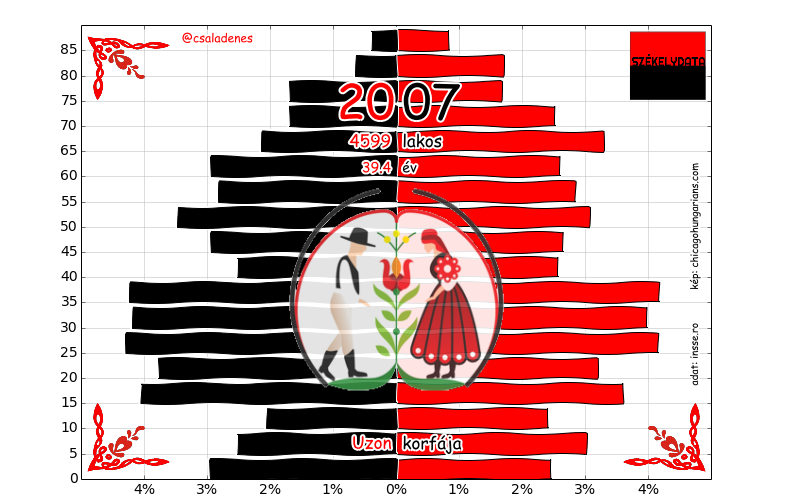 @csaladenes
SZÉKELYDATA
2007
4599 lakos
39.4 év
kép: chicagohungarians.com
adat: insse.ro
Uzon korfája
85
80
75
70
65
60
55
50
45
40
35
30
25
20
15
10
5
0
4% 3% 2% 1% 0% 1% 2% 3% 4%